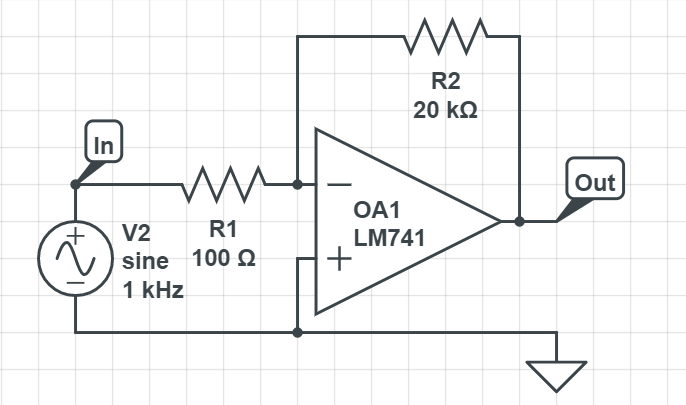 R2
20 kΩ
In
Out
OA1
LM741
V2
sine
1 kHz
R1
100 Ω